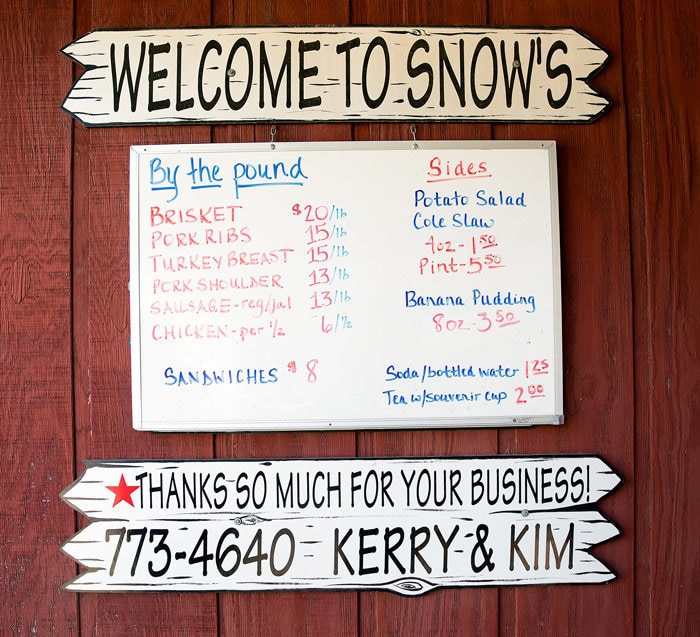 WELCOME TO SNOW'S
By the pound
BRISKET $20/lb
PORK RIBS 15/lb
TURKEY BREAST 15/lb
PORK SHOULDER 13/lb
SAUSAGE-reg/jal 13/lb
CHICKEN-per 1/2 6/½
SANDWICHES $8
Sides
Potato Salad
Cole Slaw
4oz-1.50
Pint-5.50
Banana Pudding
8oz-3.50
Soda/bottled water 1.25
Tea w/souvenir cup 2.00
THANKS SO MUCH FOR YOUR BUSINESS!
773-4640 KERRY & KIM